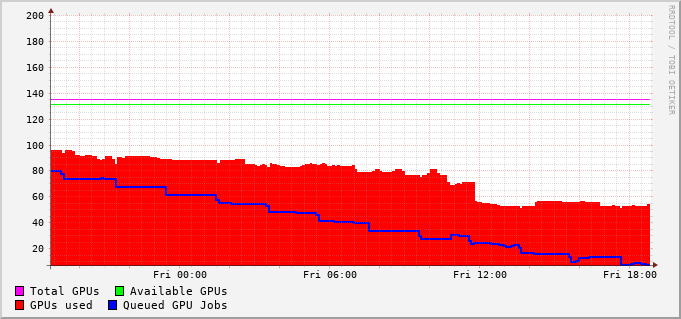 200
180
160
140
120
100
80
60
40
20
Fri 00:00 Fri 06:00 Fri 12:00 Fri 18:00
Total GPUs Available GPUs
GPUs used Queued GPU Jobs
RRDTOOL / TOBI OETIKER